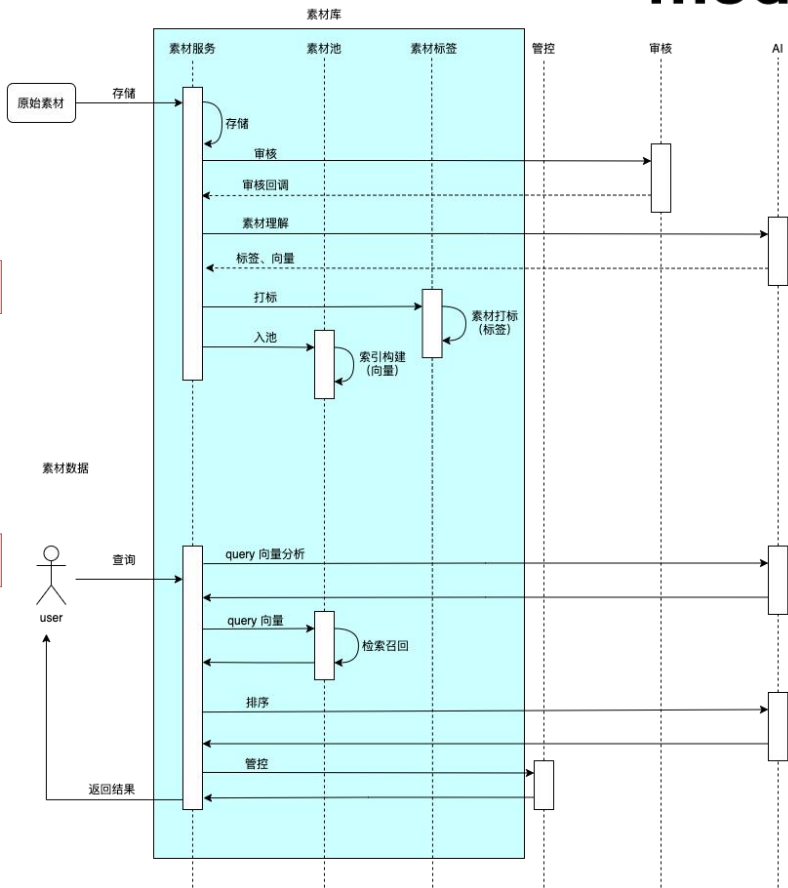 素材库
素材服务
素材池
素材标签
管控
审核
AI
原始素材
存储
存储
审核
审核回调
素材理解
标签、向量
打标
素材打标
(标签)
入池
索引构建
(向量)
素材数据
user
查询
query 向量分析
query 向量
检索召回
排序
管控
返回结果